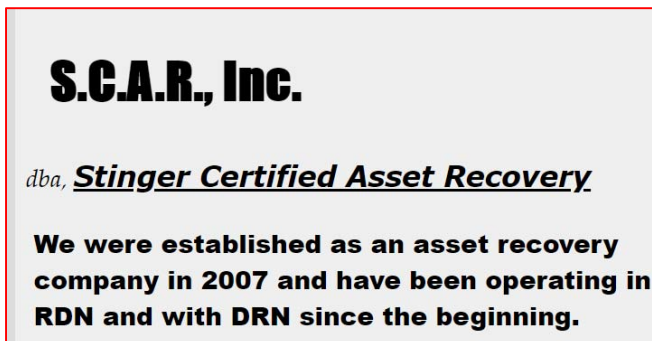 S.C.A.R., Inc.
dba, Stinger Certified Asset Recovery
We were established as an asset recovery
company in 2007 and have been operating in
RDN and with DRN since the beginning.